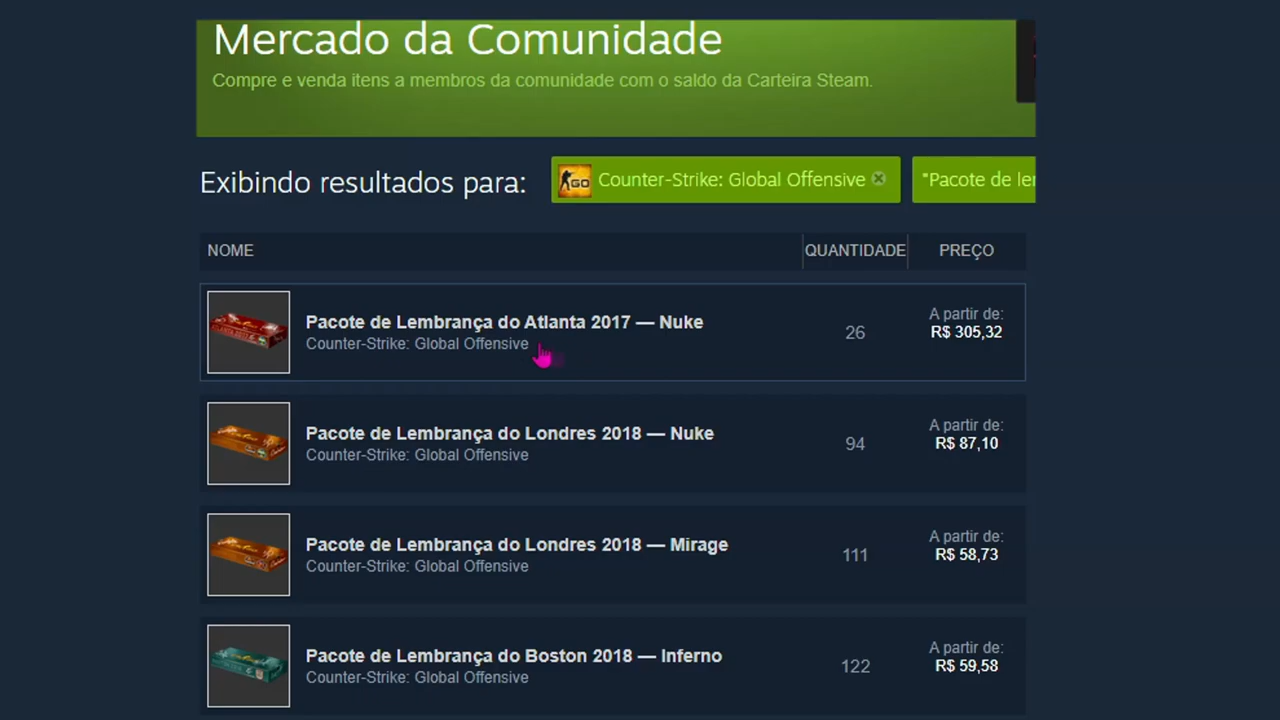 Mercado da Comunidade
Compre e venda itens a membros da comunidade com o saldo da Carteira Steam.
Exibindo resultados para: Counter-Strike: Global Offensive "Pacote de
NOME QUANTIDADE PREÇO
Pacote de Lembrança do Atlanta 2017 — Nuke
Counter-Strike: Global Offensive
26
A partir de:
R$ 305,32
Pacote de Lembrança do Londres 2018 — Nuke
Counter-Strike: Global Offensive
94
A partir de:
R$ 87,10
Pacote de Lembrança do Londres 2018 — Mirage
Counter-Strike: Global Offensive
111
A partir de:
R$ 58,73
Pacote de Lembrança do Boston 2018 — Inferno
Counter-Strike: Global Offensive
122
A partir de:
R$ 59,58